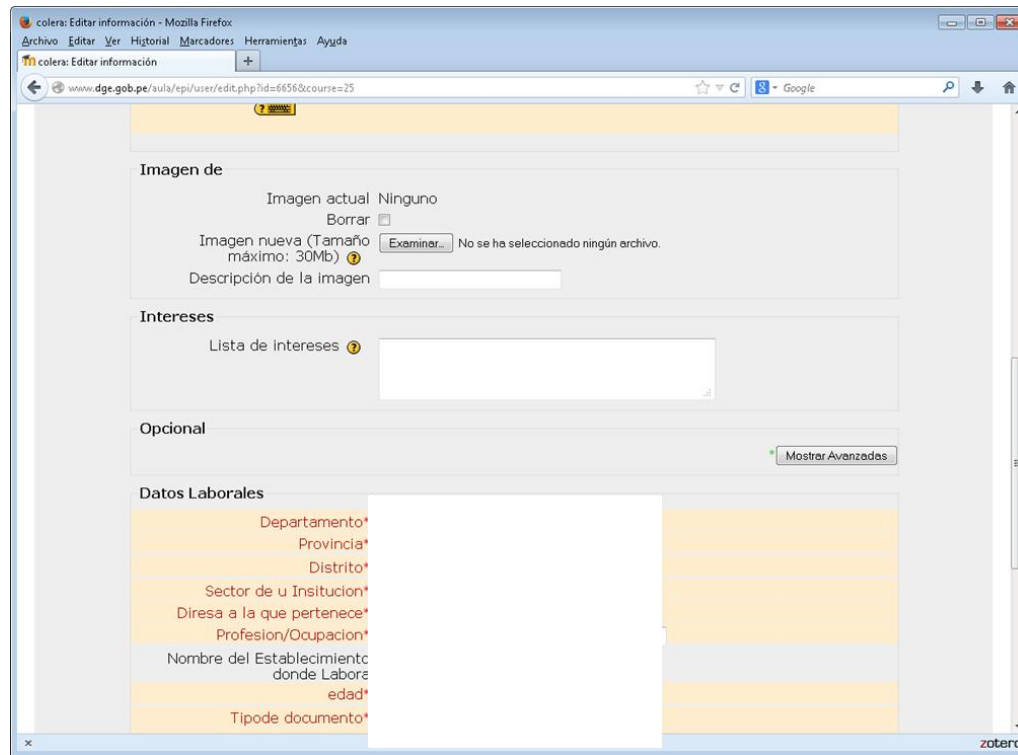 colera: Editar información - Mozilla Firefox
Archivo Editar Ver Historial Marcadores Herramientas Ayuda
colera: Editar información
www.dge.gob.pe/aula/epi/user/edit.php?id=6656&course=25
Google
Imagen de
Imagen actual Ninguno
Borrar
Imagen nueva (Tamaño
máximo: 30Mb) Examinar... No se ha seleccionado ningún archivo.
Descripción de la imagen
Intereses
Lista de intereses
Opcional
* Mostrar Avanzadas
Datos Laborales
Departamento*
Provincia*
Distrito*
Sector de u Insitucion*
Diresa a la que pertenece*
Profesion/Ocupacion*
Nombre del Establecimiento
donde Labora
edad*
Tipode documento*
zotero